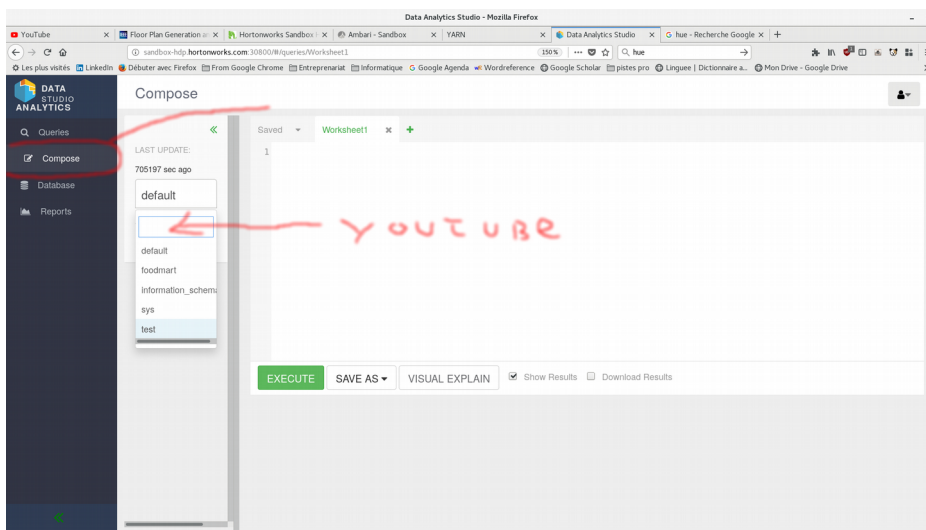 Data Analytics Studio - Mozilla Firefox
YouTube
Floor Plan Generation an
Hortonworks Sandbox
Ambari - Sandbox
YARN
Data Analytics Studio
hue - Recherche Google
sandbox-hdp.hortonworks.com:30800/#/queries/Worksheet1
150%
hue
Les plus visités
LinkedIn
Débuter avec Firefox
From Google Chrome
Entreprenariat
Informatique
Google Agenda
Wordreference
Google Scholar
pistes pro
Linguee | Dictionnaire a...
Mon Drive - Google Drive
DATA
STUDIO
ANALYTICS
Compose
Queries
Compose
Database
Reports
LAST UPDATE:
705197 sec ago
default
default
foodmart
information_schema
sys
test
Saved
Worksheet1
1
YOUTUBE
EXECUTE
SAVE AS
VISUAL EXPLAIN
Show Results
Download Results